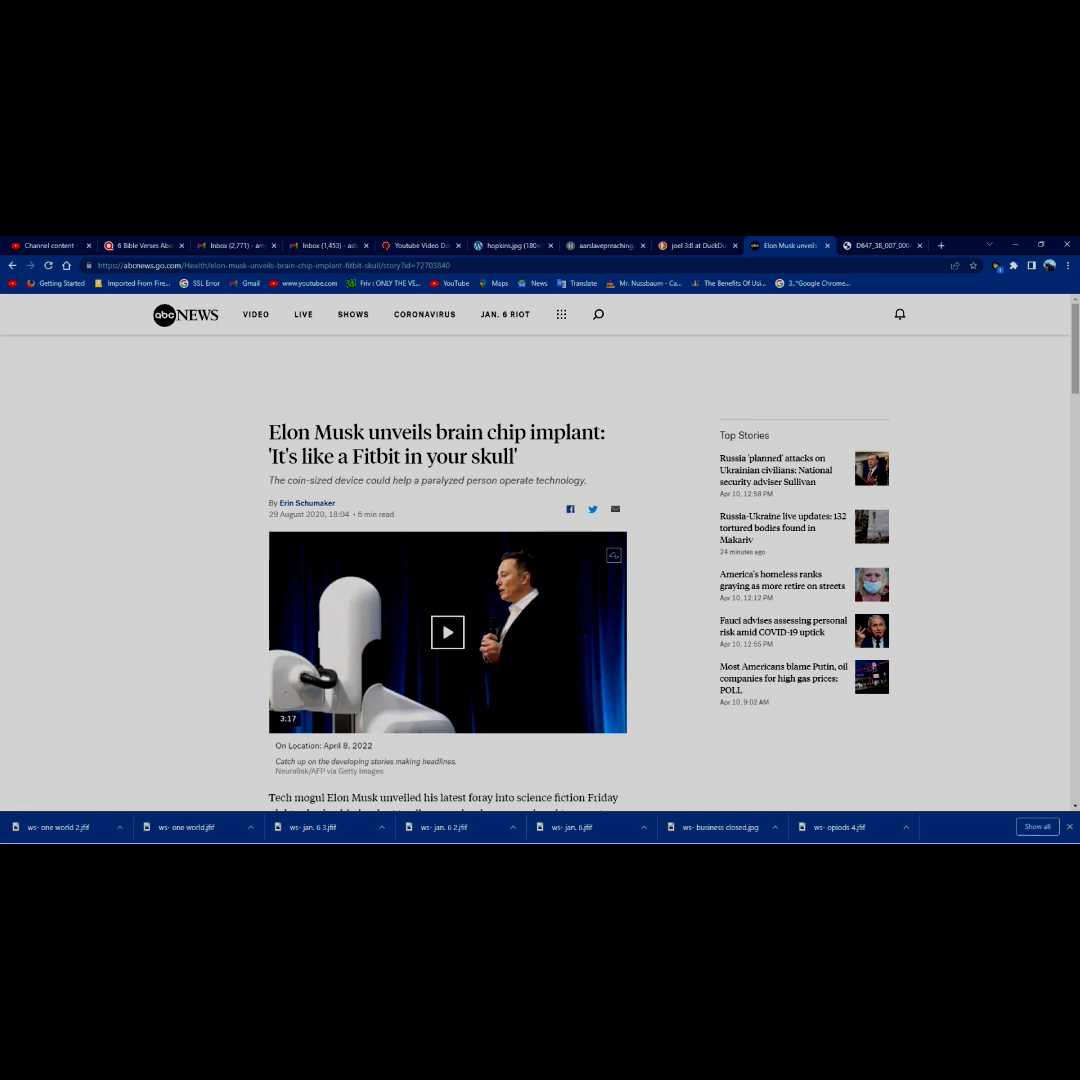 Channel content -
6 Bible Verses Abo
Inbox (2,771) - am
Inbox (1,453) - ash
Youtube Video Do
hopkins.jpg (180×
aarslavepreaching.
joel 3:8 at DuckDu
Elon Musk unveils
D647_38_007_000
https://abcnews.go.com/Health/elon-musk-unveils-brain-chip-implant-fitbit-skull/story?id=72703840
Getting Started
Imported From Fire...
SSL Error
Gmail
www.youtube.com
Friv : ONLY THE VE...
YouTube
Maps
News
Translate
Mr. Nussbaum - Ca...
The Benefits Of Usi...
3. "Google Chrome...
abc NEWS
VIDEO
LIVE
SHOWS
CORONAVIRUS
JAN. 6 RIOT
Elon Musk unveils brain chip implant:
'It's like a Fitbit in your skull'
The coin-sized device could help a paralyzed person operate technology.
By Erin Schumaker
29 August 2020, 18:04 • 6 min read
3:17
On Location: April 8, 2022
Catch up on the developing stories making headlines.
Neuralink/AFP via Getty Images
Tech mogul Elon Musk unveiled his latest foray into science fiction Friday
Top Stories
Russia 'planned' attacks on
Ukrainian civilians: National
security adviser Sullivan
Apr 10, 12:58 PM
Russia-Ukraine live updates: 132
tortured bodies found in
Makariv
24 minutes ago
America's homeless ranks
graying as more retire on streets
Apr 10, 12:12 PM
Fauci advises assessing personal
risk amid COVID-19 uptick
Apr 10, 12:55 PM
Most Americans blame Putin, oil
companies for high gas prices:
POLL
Apr 10, 9:02 AM
ws- one world 2.jfif
ws- one world.jfif
ws- jan. 6 3.jfif
ws- jan. 6 2.jfif
ws- jan. 6.jfif
ws- business closed.jpg
ws- opiods 4.jfif
Show all